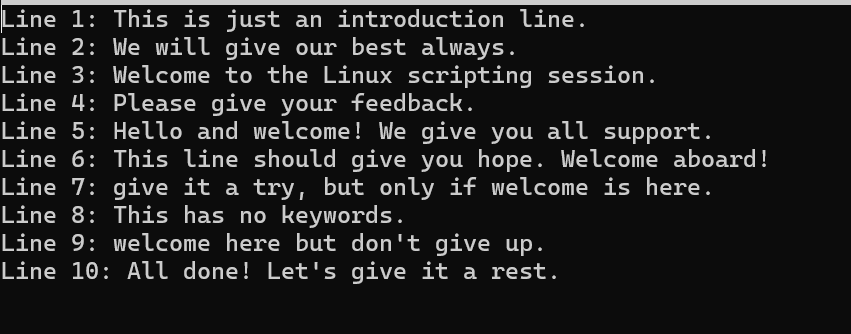 Line 1: This is just an introduction line.
Line 2: We will give our best always.
Line 3: Welcome to the Linux scripting session.
Line 4: Please give your feedback.
Line 5: Hello and welcome! We give you all support.
Line 6: This line should give you hope. Welcome aboard!
Line 7: give it a try, but only if welcome is here.
Line 8: This has no keywords.
Line 9: welcome here but don't give up.
Line 10: All done! Let's give it a rest.